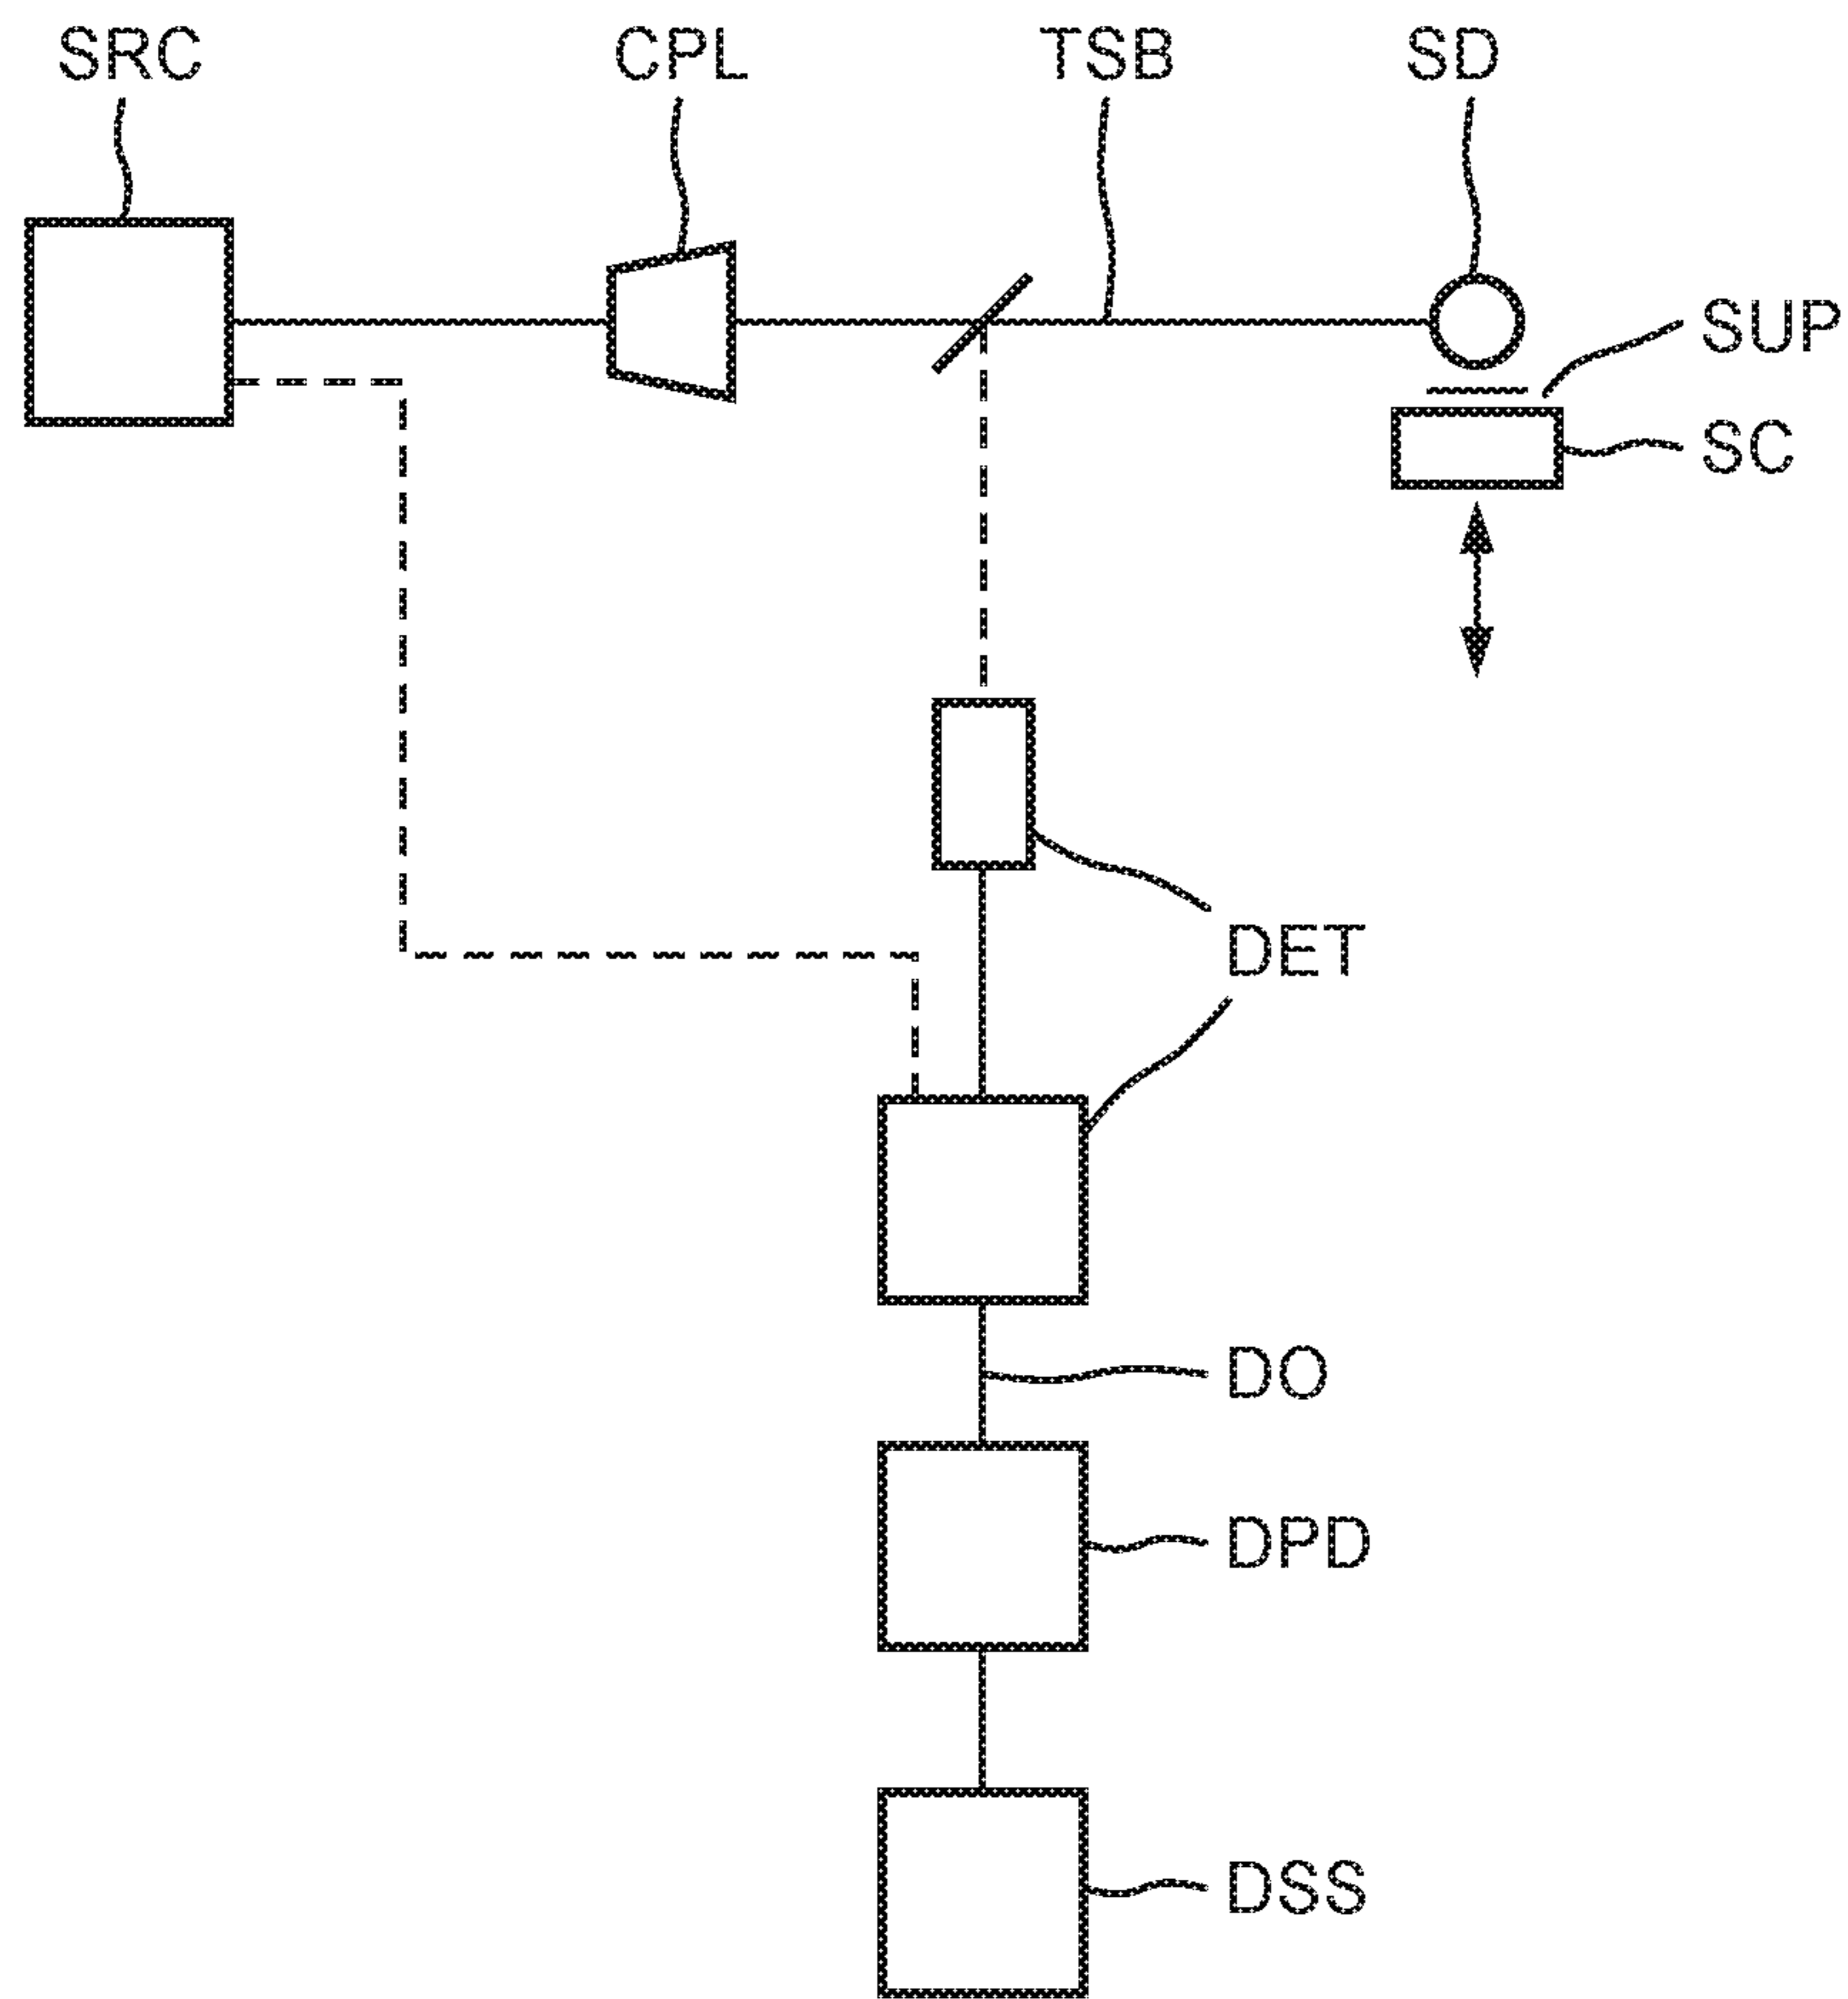 SRC CPL TSB SD
SUP
SC
DET
DO
DPD
DSS